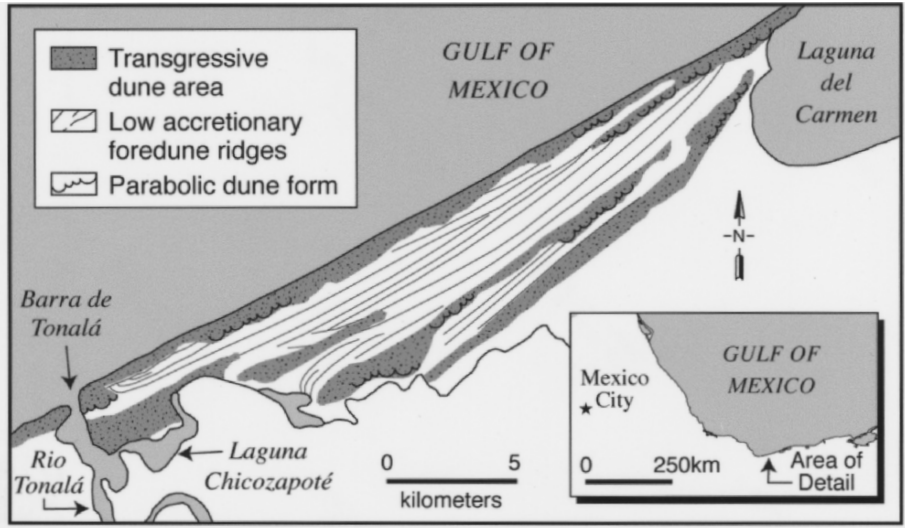 Transgressive
dune area
Low accretionary
foredune ridges
Parabolic dune form
GULF OF
MEXICO
Laguna
del
Carmen
-N-
Barra de
Tonalá
Rio
Tonalá
Laguna
Chicozapoté
0 5
kilometers
GULF OF
MEXICO
Mexico
City
0 250km
Area of
Detail